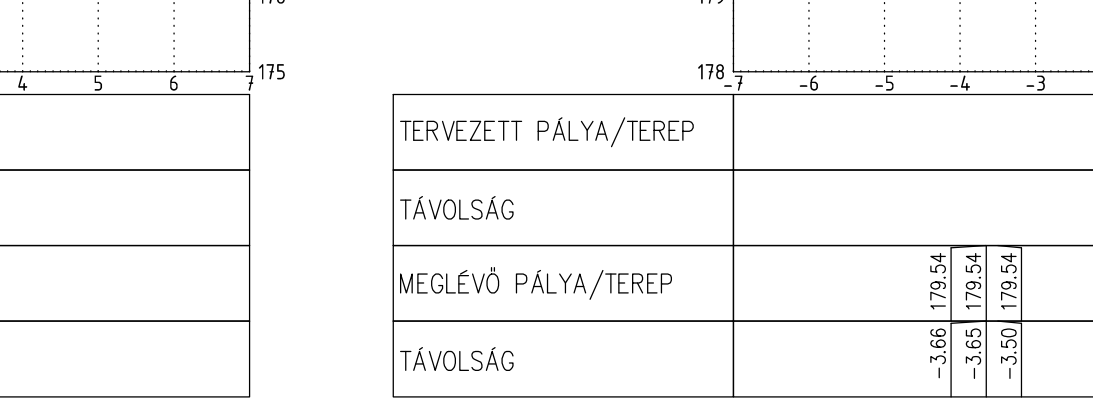 175
4 5 6 7
178
-7 -6 -5 -4 -3
TERVEZETT PÁLYA/TEREP
TÁVOLSÁG
MEGLÉVŐ PÁLYA/TEREP
179.54 179.54 179.54
TÁVOLSÁG
-3.66 -3.65 -3.50